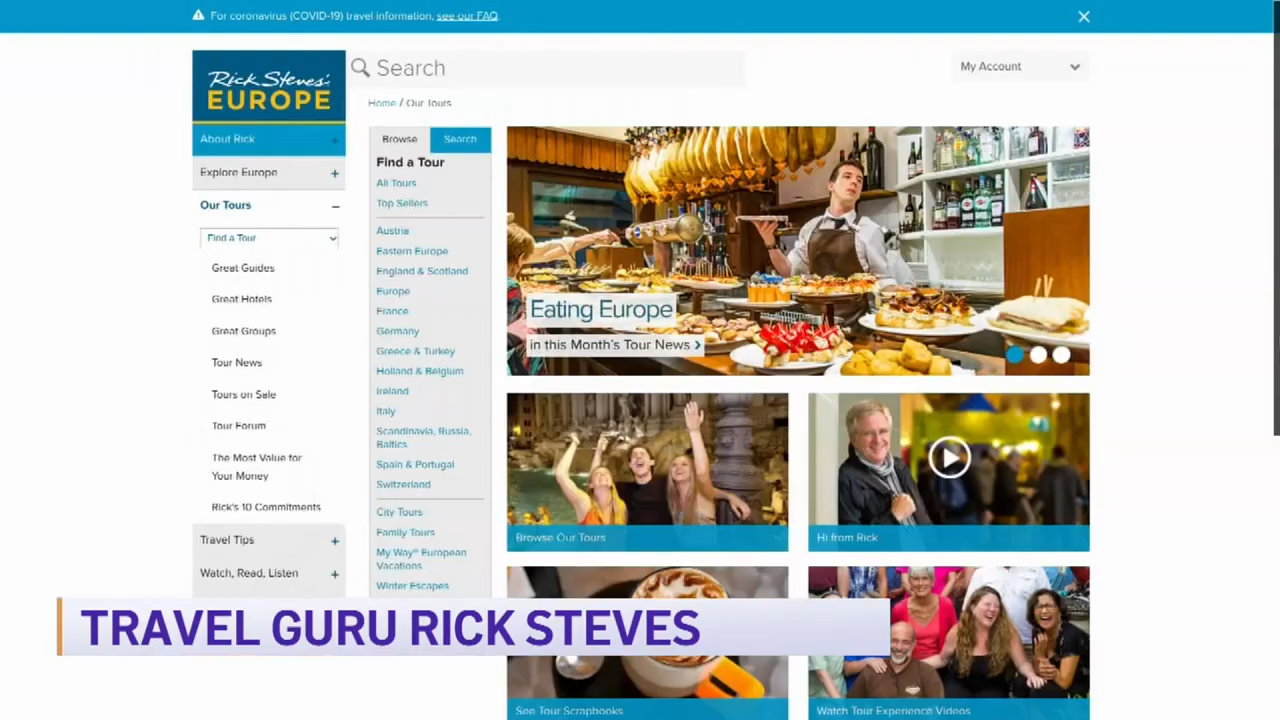 For coronavirus (COVID-19) travel information, see our FAQ.
Rick Steves'
EUROPE
Search
My Account
Home / Our Tours
About Rick
Explore Europe
Our Tours
Find a Tour
Great Guides
Great Hotels
Great Groups
Tour News
Tours on Sale
Tour Forum
The Most Value for
Your Money
Rick's 10 Commitments
Travel Tips
Watch, Read, Listen
Browse
Search
Find a Tour
All Tours
Top Sellers
Austria
Eastern Europe
England & Scotland
Europe
France
Germany
Greece & Turkey
Holland & Belgium
Ireland
Italy
Scandinavia, Russia,
Baltics
Spain & Portugal
Switzerland
City Tours
Family Tours
My Way® European
Vacations
Winter Escapes
Eating Europe
in this Month's Tour News
Browse Our Tours
Hi from Rick
See Tour Scrapbooks
Watch Tour Experience Videos
TRAVEL GURU RICK STEVES